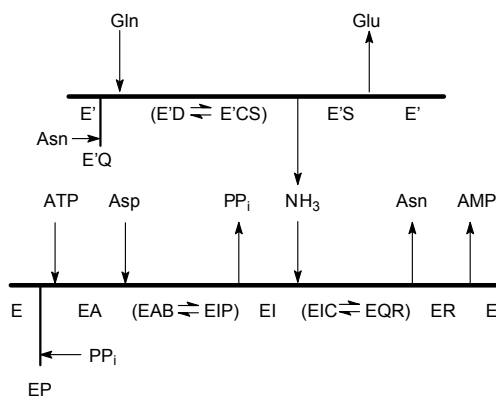 Gln Glu
E' (E'D ⇌ E'CS) E'S E'
Asn
E'Q
ATP Asp PPi NH3 Asn AMP
E EA (EAB ⇌ EIP) EI (EIC ⇌ EQR) ER E
PPi
EP